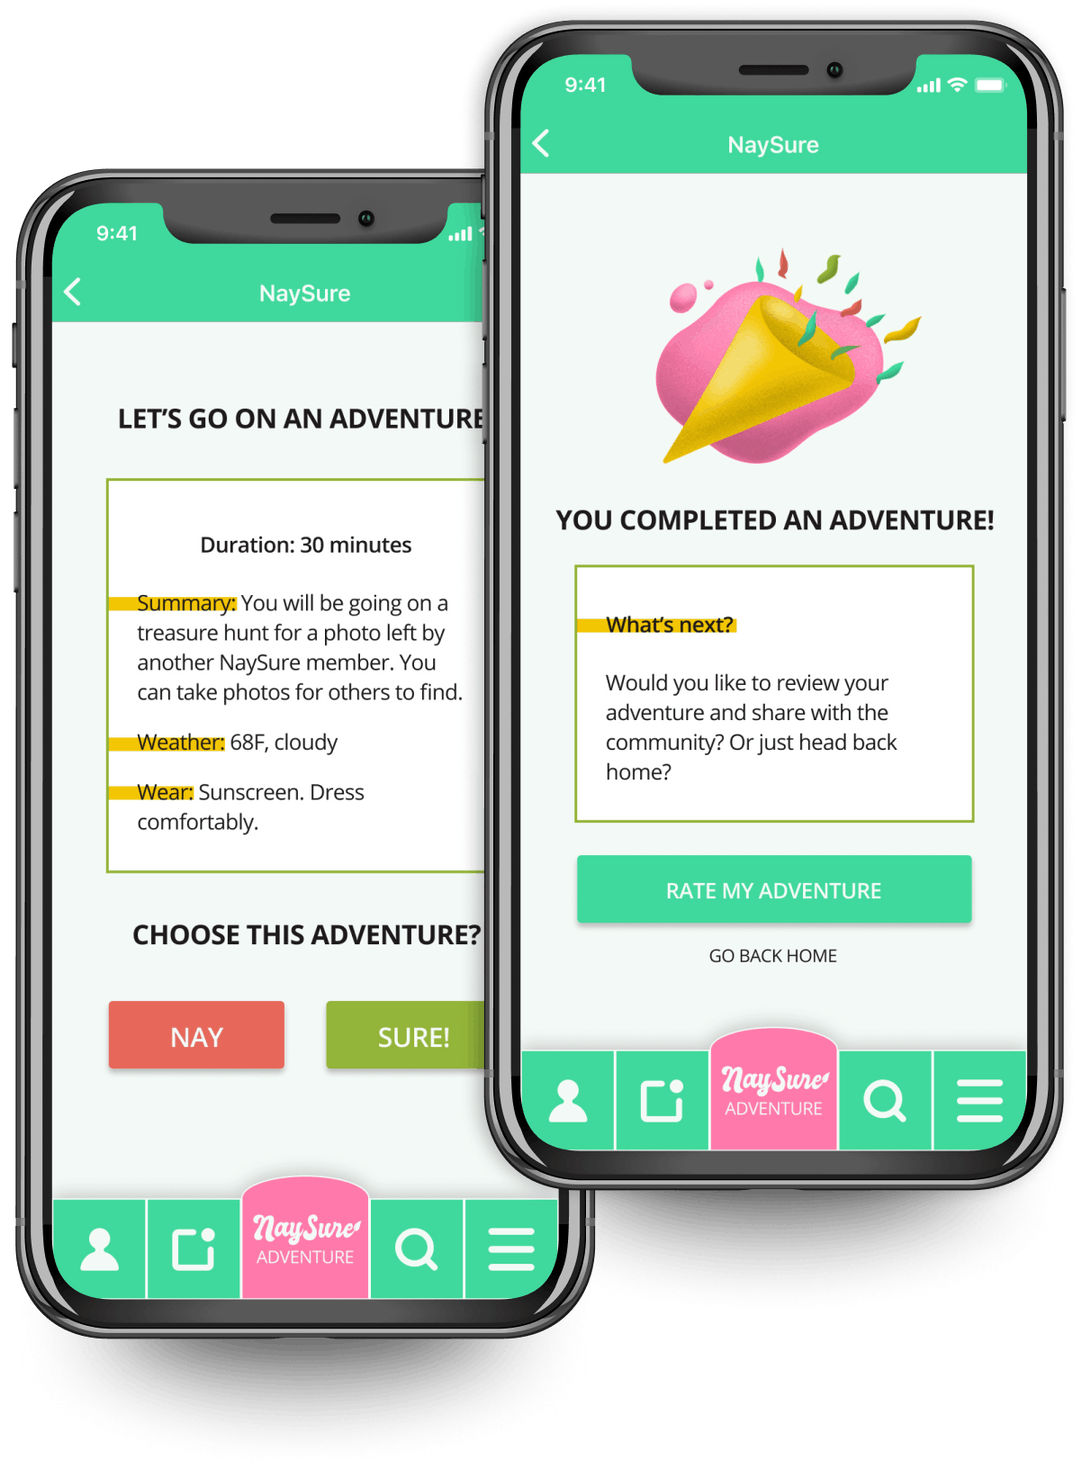 9:41
NaySure
LET'S GO ON AN ADVENTURE
Duration: 30 minutes
Summary: You will be going on a
treasure hunt for a photo left by
another NaySure member. You
can take photos for others to find.
Weather: 68F, cloudy
Wear: Sunscreen. Dress
comfortably.
CHOOSE THIS ADVENTURE?
NAY
SURE!
NaySure
ADVENTURE
9:41
NaySure
YOU COMPLETED AN ADVENTURE!
What's next?
Would you like to review your
adventure and share with the
community? Or just head back
home?
RATE MY ADVENTURE
GO BACK HOME
NaySure
ADVENTURE